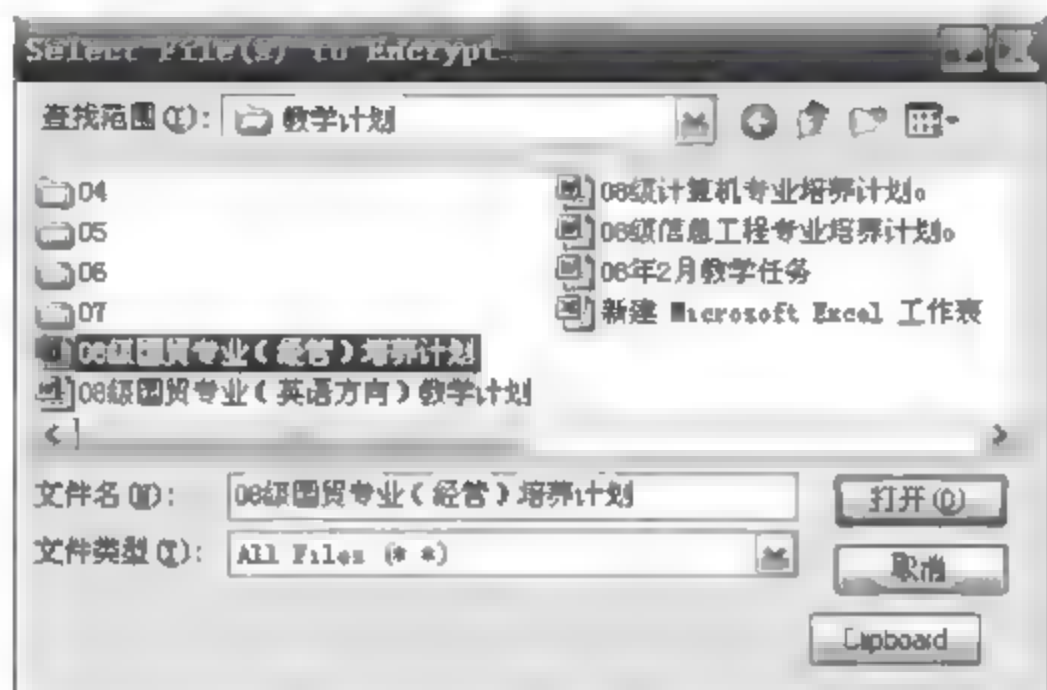 Select File(s) to Encrypt
查找范围(I): 教学计划
04
05
06
07
08级国贸专业(经营)培养计划
08级国贸专业(英语方向)教学计划
08级计算机专业培养计划。
08级信息工程专业培养计划。
08年2月教学任务
新建 Microsoft Excel 工作表
文件名(N): 08级国贸专业(经营)培养计划
打开(O)
文件类型(T): All Files (*.*)
取消
Clipboard